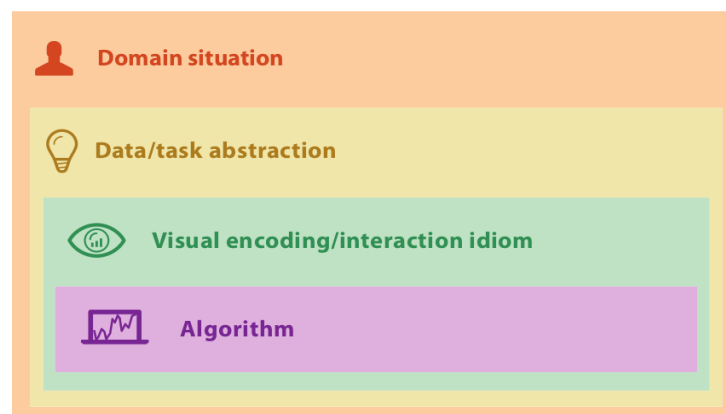 Domain situation
Data/task abstraction
Visual encoding/interaction idiom
Algorithm